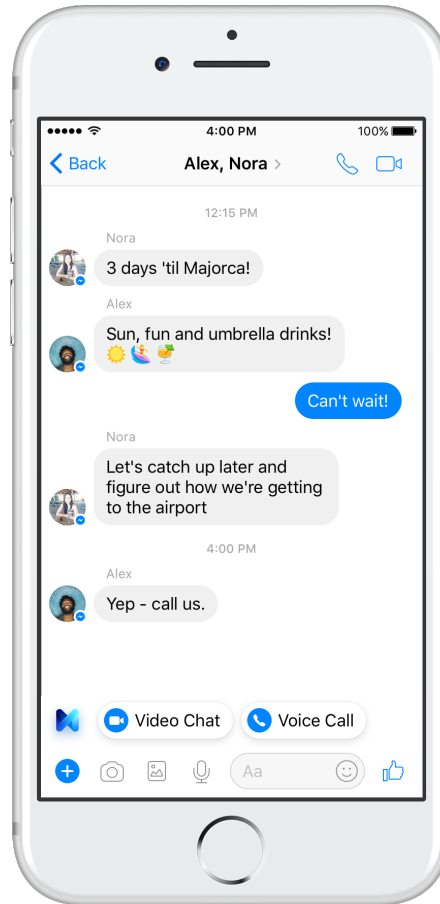 4:00 PM
100%
Back
Alex, Nora
12:15 PM
Nora
3 days 'til Majorca!
Alex
Sun, fun and umbrella drinks!
☀️🏄🍹
Can't wait!
Nora
Let's catch up later and
figure out how we're getting
to the airport
4:00 PM
Alex
Yep - call us.
Video Chat
Voice Call
Aa